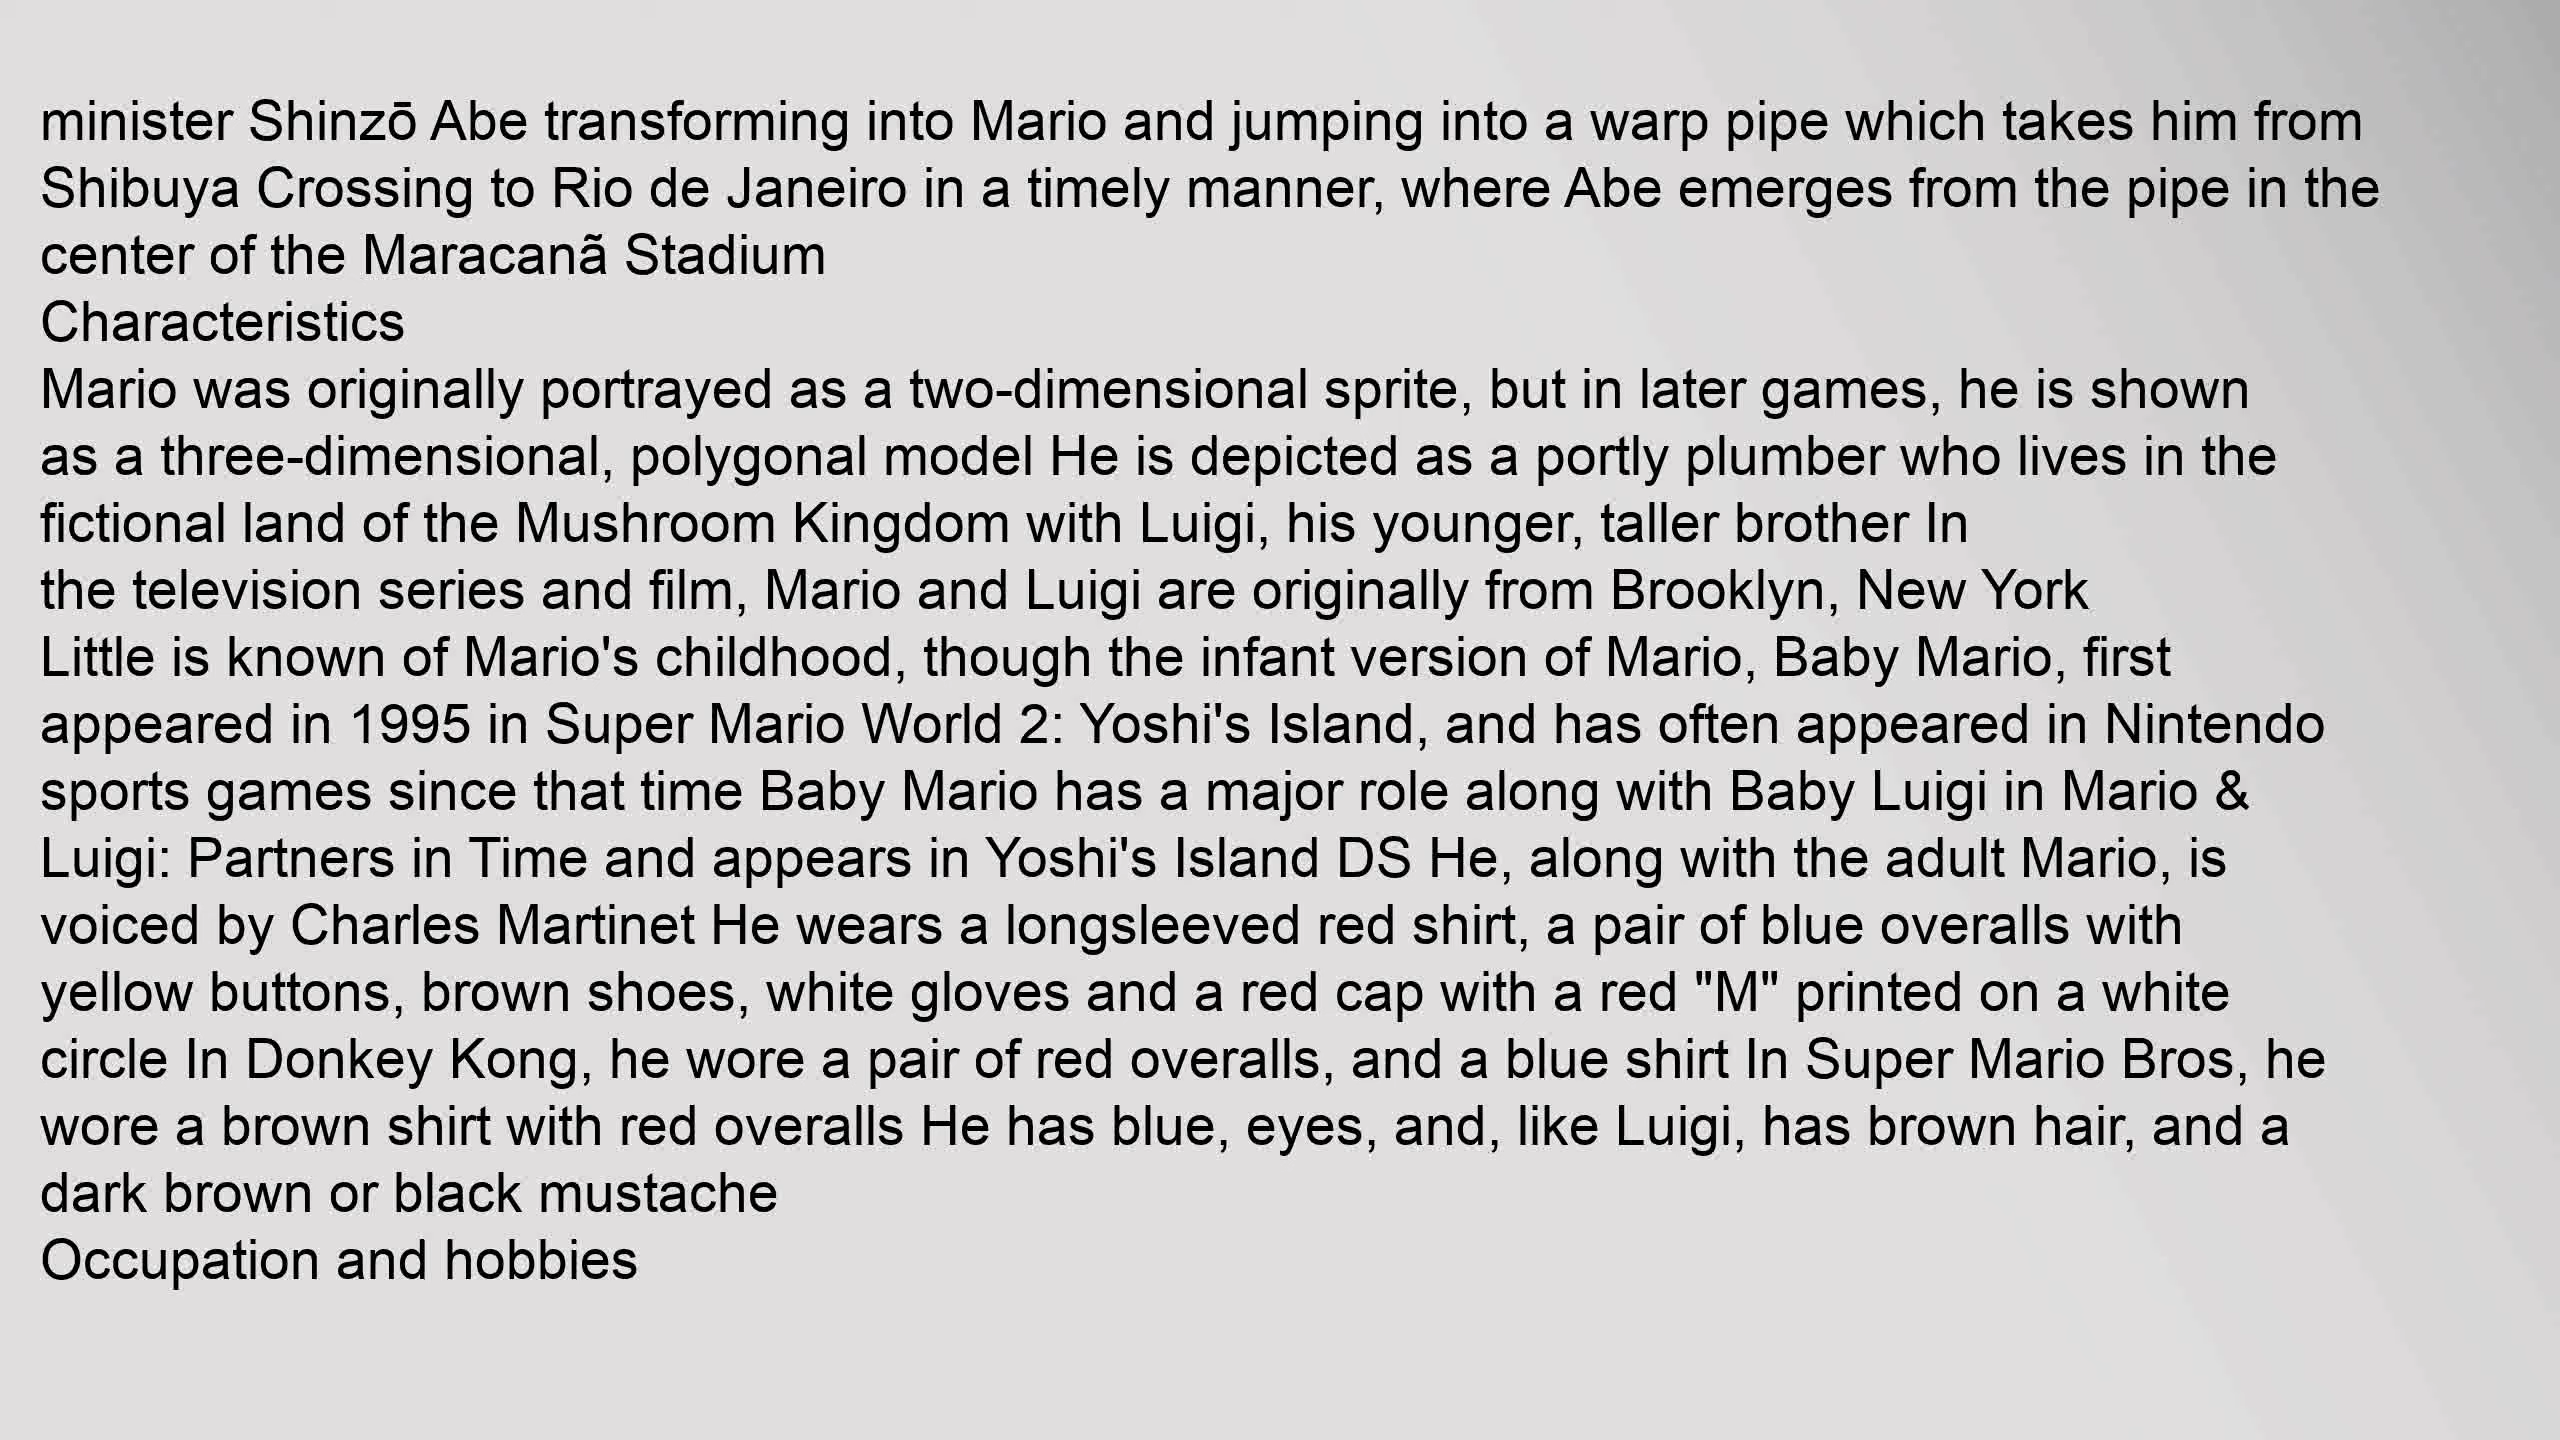 minister Shinzō Abe transforming into Mario and jumping into a warp pipe which takes him from
Shibuya Crossing to Rio de Janeiro in a timely manner, where Abe emerges from the pipe in the
center of the Maracanã Stadium
Characteristics
Mario was originally portrayed as a two-dimensional sprite, but in later games, he is shown
as a three-dimensional, polygonal model He is depicted as a portly plumber who lives in the
fictional land of the Mushroom Kingdom with Luigi, his younger, taller brother In
the television series and film, Mario and Luigi are originally from Brooklyn, New York
Little is known of Mario's childhood, though the infant version of Mario, Baby Mario, first
appeared in 1995 in Super Mario World 2: Yoshi's Island, and has often appeared in Nintendo
sports games since that time Baby Mario has a major role along with Baby Luigi in Mario &
Luigi: Partners in Time and appears in Yoshi's Island DS He, along with the adult Mario, is
voiced by Charles Martinet He wears a longsleeved red shirt, a pair of blue overalls with
yellow buttons, brown shoes, white gloves and a red cap with a red "M" printed on a white
circle In Donkey Kong, he wore a pair of red overalls, and a blue shirt In Super Mario Bros, he
wore a brown shirt with red overalls He has blue, eyes, and, like Luigi, has brown hair, and a
dark brown or black mustache
Occupation and hobbies